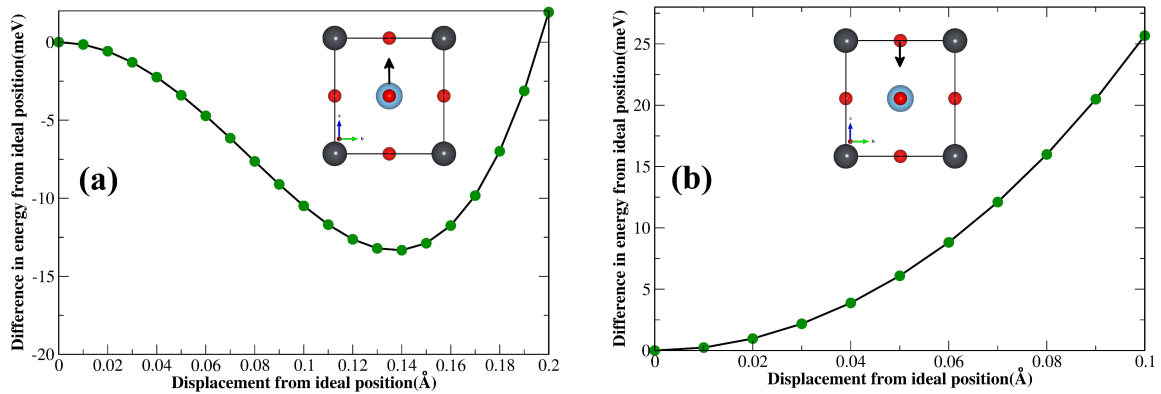 Difference in energy from ideal position(meV)
0
-5
-10
-15
-20
(a)
c
b
0 0.02 0.04 0.06 0.08 0.1 0.12 0.14 0.16 0.18 0.2
Displacement from ideal position(Å)
Difference in energy from ideal position(meV)
25
20
15
10
5
0
(b)
c
b
0 0.02 0.04 0.06 0.08 0.1
Displacement from ideal position(Å)